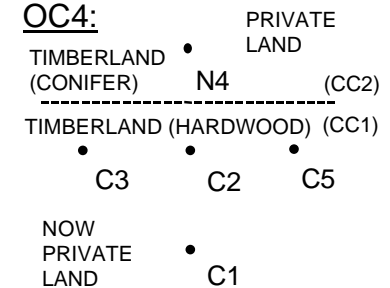 OC4:
PRIVATE
LAND
TIMBERLAND
(CONIFER)
N4
(CC2)
TIMBERLAND (HARDWOOD) (CC1)
C3
C2
C5
NOW
PRIVATE
LAND
C1